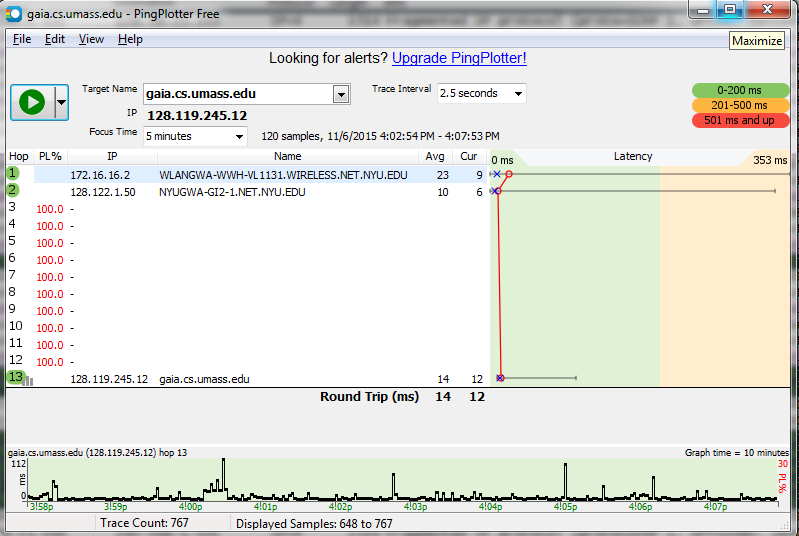 gaia.cs.umass.edu - PingPlotter Free
File Edit View Help
Maximize
Looking for alerts? Upgrade PingPlotter!
Target Name gaia.cs.umass.edu Trace Interval 2.5 seconds
IP 128.119.245.12
Focus Time 5 minutes 120 samples, 11/6/2015 4:02:54 PM - 4:07:53 PM
0-200 ms
201-500 ms
501 ms and up
Hop PL% IP Name Avg Cur 0 ms Latency 353 ms
1 172.16.16.2 WLANGWA-WWH-VL1131.WIRELESS.NET.NYU.EDU 23 9
2 128.122.1.50 NYUGWA-GI2-1.NET.NYU.EDU 10 6
3 100.0 -
4 100.0 -
5 100.0 -
6 100.0 -
7 100.0 -
8 100.0 -
9 100.0 -
10 100.0 -
11 100.0 -
12 100.0 -
13 128.119.245.12 gaia.cs.umass.edu 14 12
Round Trip (ms) 14 12
gaia.cs.umass.edu (128.119.245.12) hop 13 Graph time = 10 minutes
112 30
ms PL%
0
3:58p 3:59p 4:00p 4:01p 4:02p 4:03p 4:04p 4:05p 4:06p 4:07p
Trace Count: 767 Displayed Samples: 648 to 767